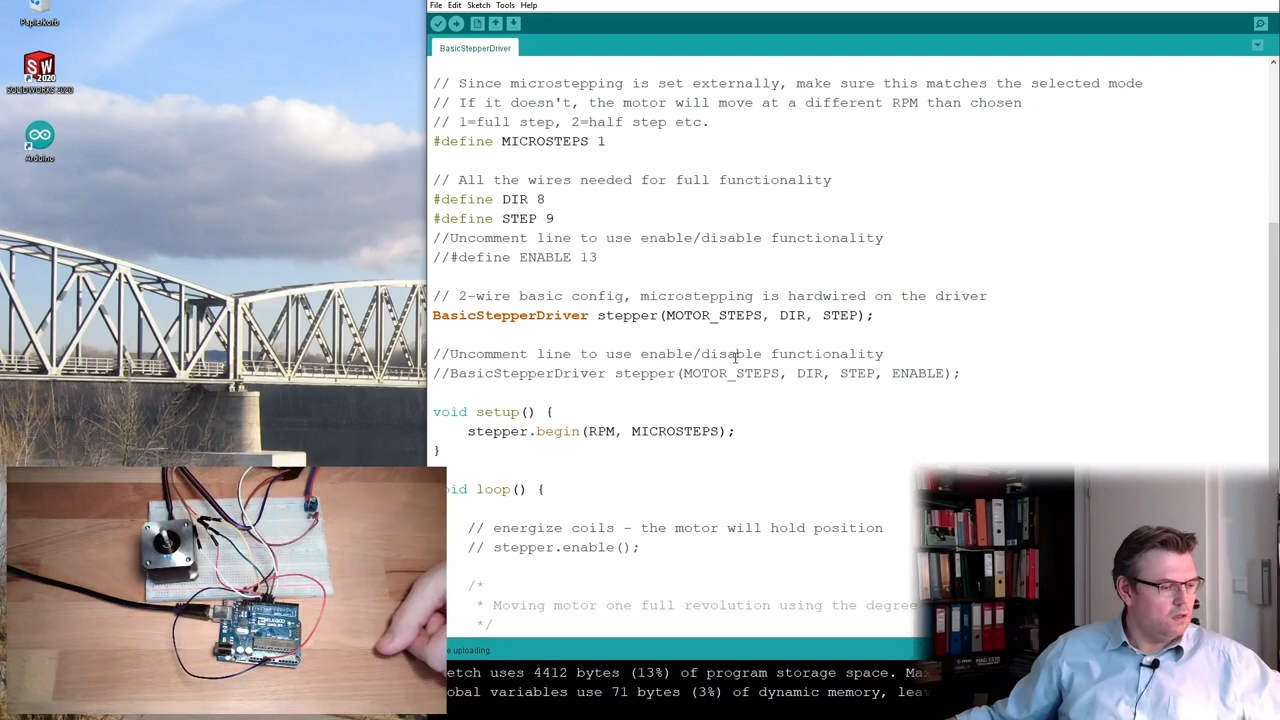 Papierkorb
SW
2020
SOLIDWORKS 2020
Arduino
File Edit Sketch Tools Help
BasicStepperDriver
// Since microstepping is set externally, make sure this matches the selected mode
// If it doesn't, the motor will move at a different RPM than chosen
// 1=full step, 2=half step etc.
#define MICROSTEPS 1
// All the wires needed for full functionality
#define DIR 8
#define STEP 9
//Uncomment line to use enable/disable functionality
//#define ENABLE 13
// 2-wire basic config, microstepping is hardwired on the driver
BasicStepperDriver stepper(MOTOR_STEPS, DIR, STEP);
//Uncomment line to use enable/disable functionality
//BasicStepperDriver stepper(MOTOR_STEPS, DIR, STEP, ENABLE);
void setup() {
stepper.begin(RPM, MICROSTEPS);
}
oid loop() {
// energize coils - the motor will hold position
// stepper.enable();
/*
* Moving motor one full revolution using the degree
*/
e uploading.
etch uses 4412 bytes (13%) of program storage space. Ma
obal variables use 71 bytes (3%) of dynamic memory, lea